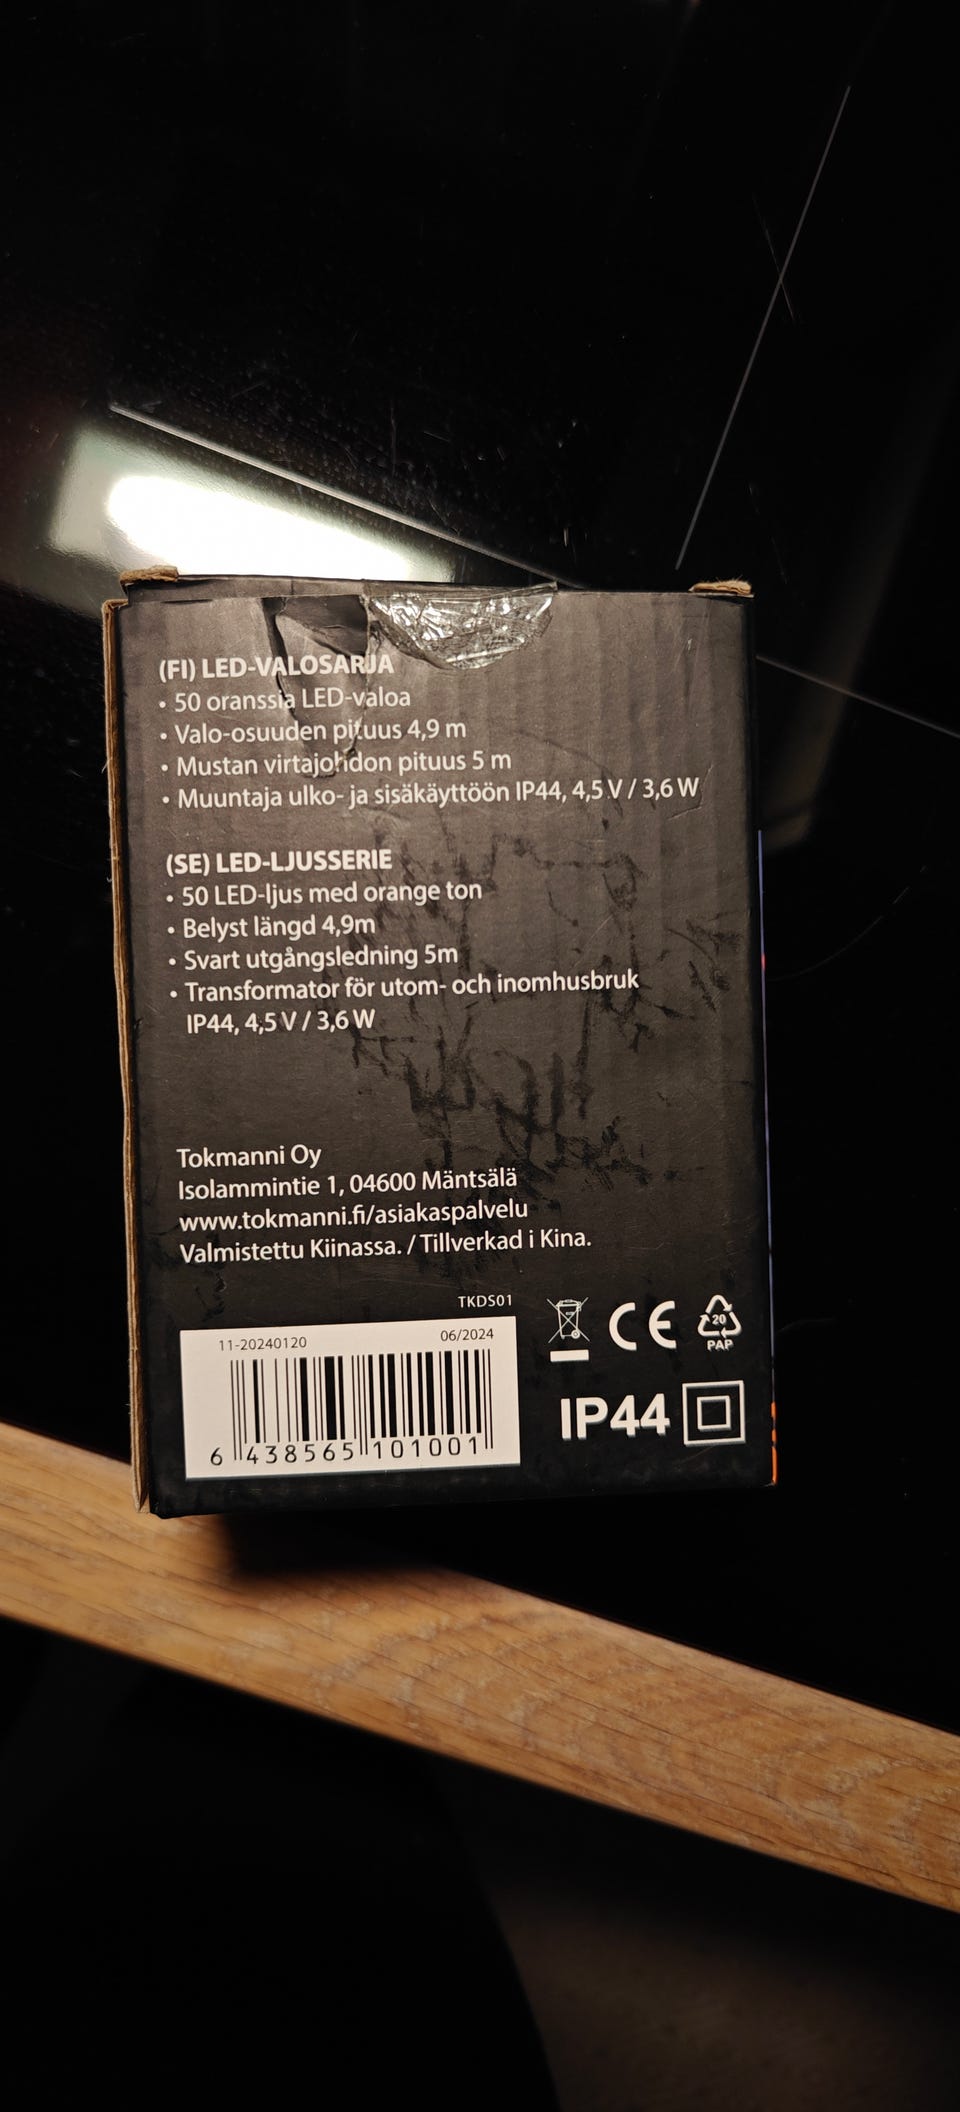 (FI) LED-VALOSARJA
• 50 oranssia LED-valoa
• Valo-osuuden pituus 4,9 m
• Mustan virtajohdon pituus 5 m
• Muuntaja ulko- ja sisäkäyttöön IP44, 4,5 V / 3,6 W
(SE) LED-LJUSSERIE
• 50 LED-ljus med orange ton
• Belyst längd 4,9m
• Svart utgångsledning 5m
• Transformator för utom- och inomhusbruk
IP44, 4,5 V / 3,6 W
Tokmanni Oy
Isolammintie 1, 04600 Mäntsälä
www.tokmanni.fi/asiakaspalvelu
Valmistettu Kiinassa. / Tillverkad i Kina.
TKDS01
11-20240120 06/2024
6 438565 101001
CE
20
PAP
IP44